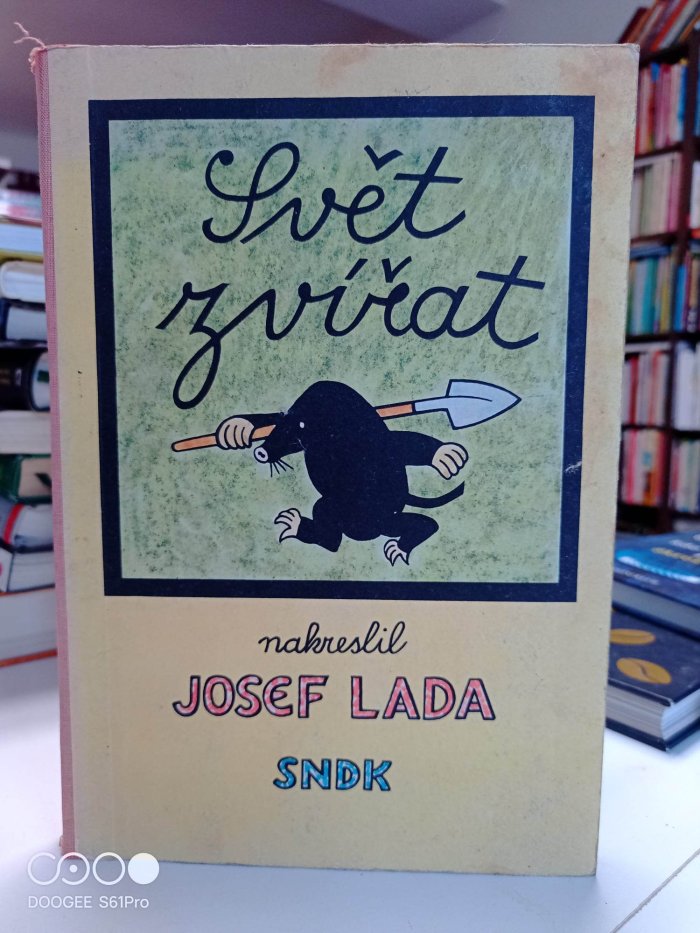 Svět
zvířat
nakreslil
JOSEF LADA
SNDK
DOOGEE S61Pro